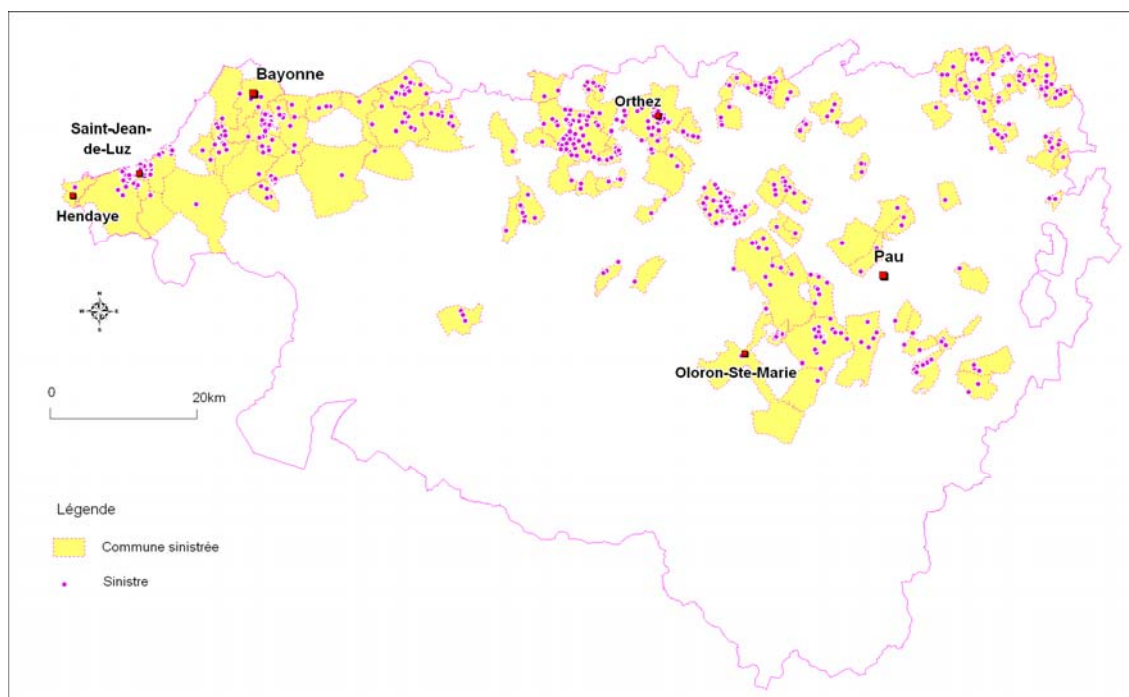 Bayonne
Orthez
Saint-Jean-
de-Luz
Hendaye
Pau
N
W E
S
Oloron-Ste-Marie
0 20km
Légende
Commune sinistrée
Sinistre